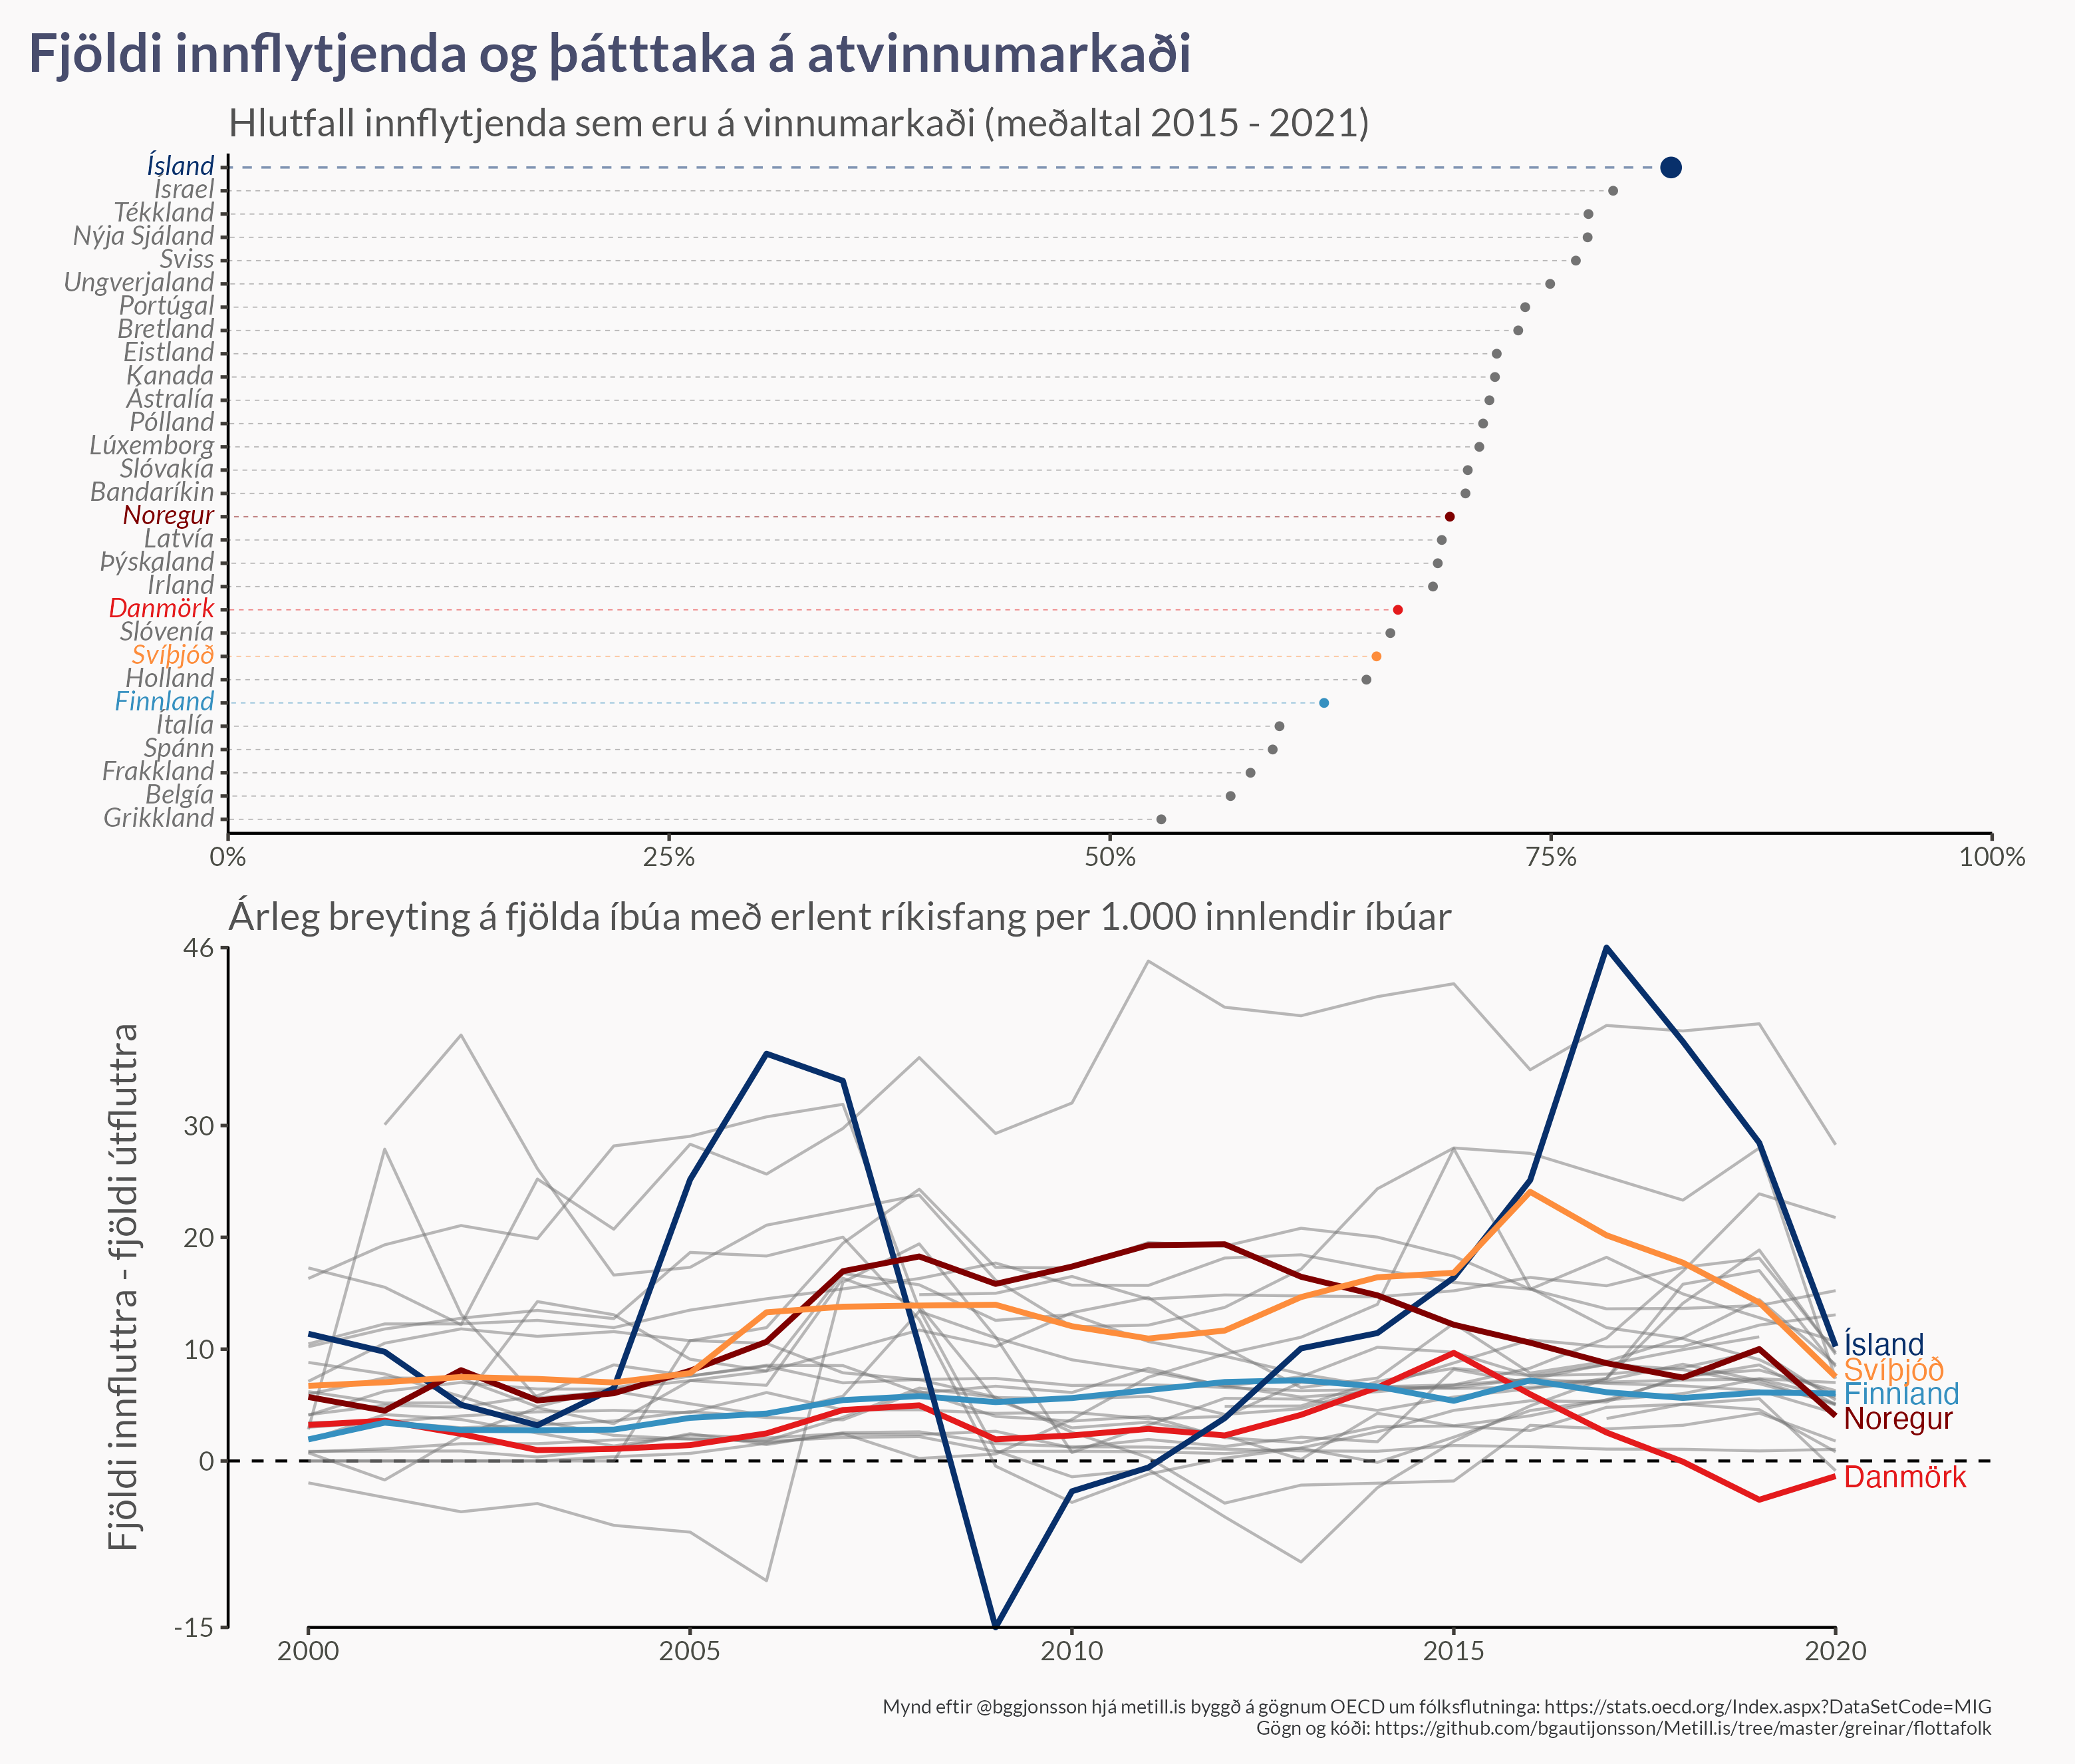 Fjöldi innflytjenda og þátttaka á atvinnumarkaði
Hlutfall innflytjenda sem eru á vinnumarkaði (meðaltal 2015 - 2021)
Ísland
Ísrael
Tékkland
Nýja Sjáland
Sviss
Ungverjaland
Portúgal
Bretland
Eistland
Kanada
Ástralía
Pólland
Lúxemborg
Slóvakía
Bandaríkin
Noregur
Latvía
Þýskaland
Írland
Danmörk
Slóvenía
Svíþjóð
Holland
Finnland
Ítalía
Spánn
Frakkland
Belgía
Grikkland
0% 25% 50% 75% 100%
Árleg breyting á fjölda íbúa með erlent ríkisfang per 1.000 innlendir íbúar
Fjöldi innfluttra - fjöldi útfluttra
46
30
20
10
0
-15
Ísland
Svíþjóð
Finnland
Noregur
Danmörk
2000 2005 2010 2015 2020
Mynd eftir @bggjonsson hjá metill.is byggð á gögnum OECD um fólksflutninga: https://stats.oecd.org/Index.aspx?DataSetCode=MIG
Gögn og kóði: https://github.com/bgautijonsson/Metill.is/tree/master/greinar/flottafolk